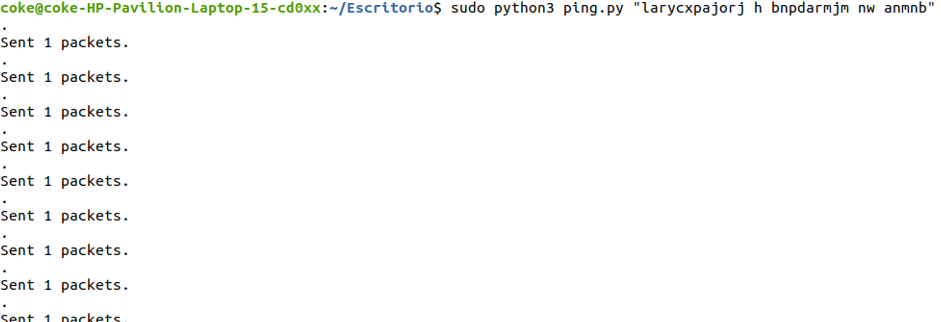 coke@coke-HP-Pavilion-Laptop-15-cd0xx:~/Escritorio$ sudo python3 ping.py "larycxpajorj h bnpdarmjm nw anmnb"
.
Sent 1 packets.
.
Sent 1 packets.
.
Sent 1 packets.
.
Sent 1 packets.
.
Sent 1 packets.
.
Sent 1 packets.
.
Sent 1 packets.
.
Sent 1 packets.
.
Sent 1 packets.